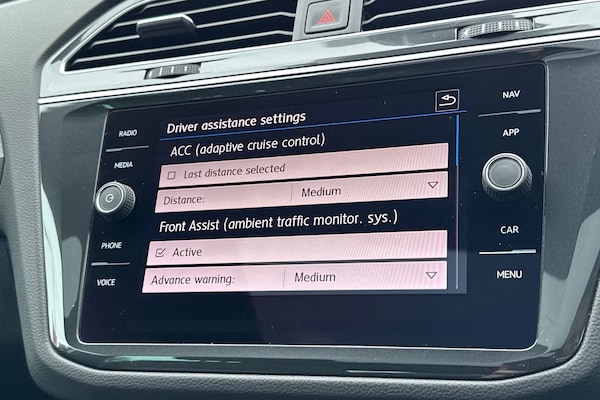 Driver assistance settings
ACC (adaptive cruise control)
Last distance selected
Distance: Medium
Front Assist (ambient traffic monitor. sys.)
Active
Advance warning: Medium
RADIO
MEDIA
PHONE
VOICE
NAV
APP
CAR
MENU